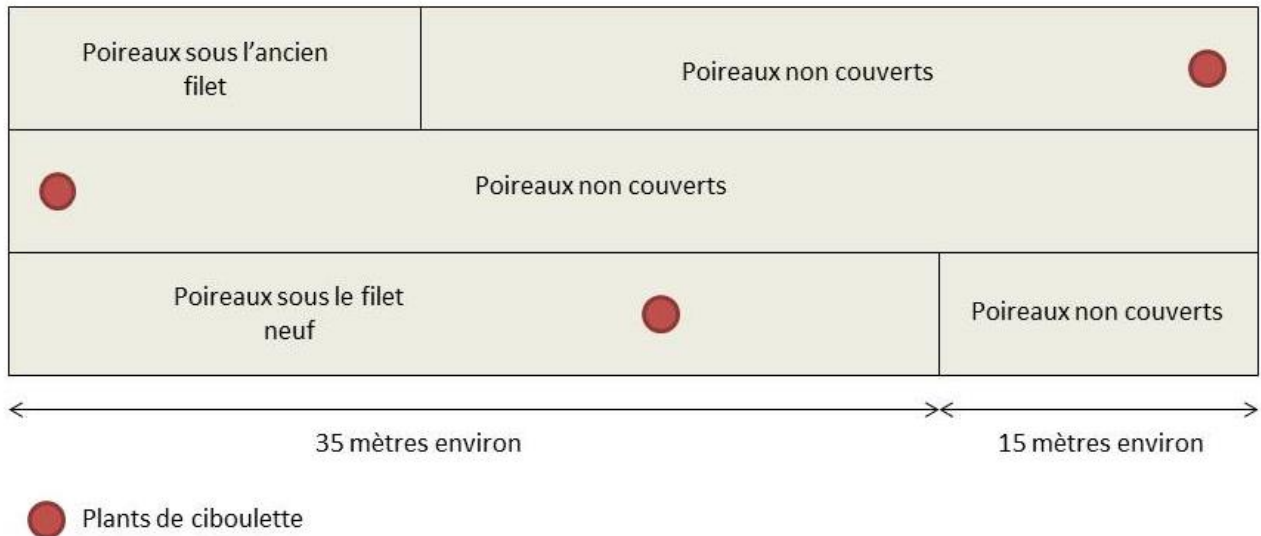 Poireaux sous l'ancien
filet
Poireaux non couverts
Poireaux non couverts
Poireaux sous le filet
neuf
Poireaux non couverts
35 mètres environ
15 mètres environ
Plants de ciboulette